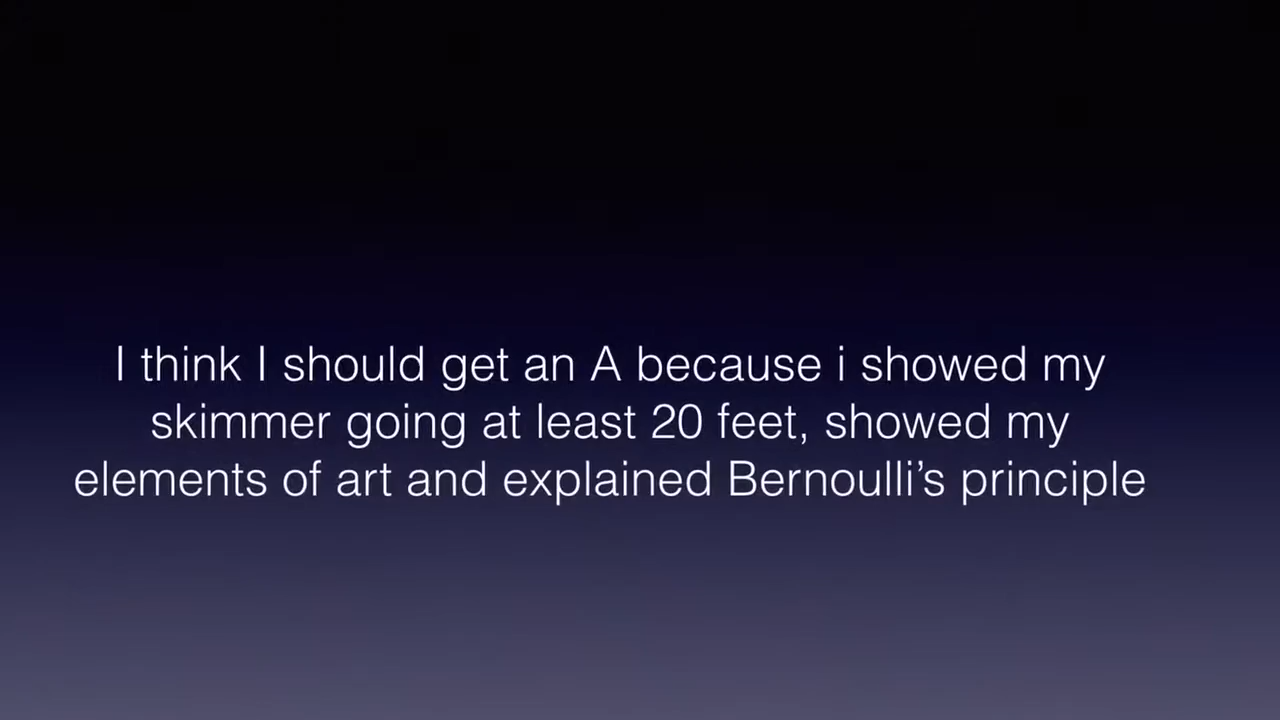 I think I should get an A because i showed my
skimmer going at least 20 feet, showed my
elements of art and explained Bernoulli’s principle